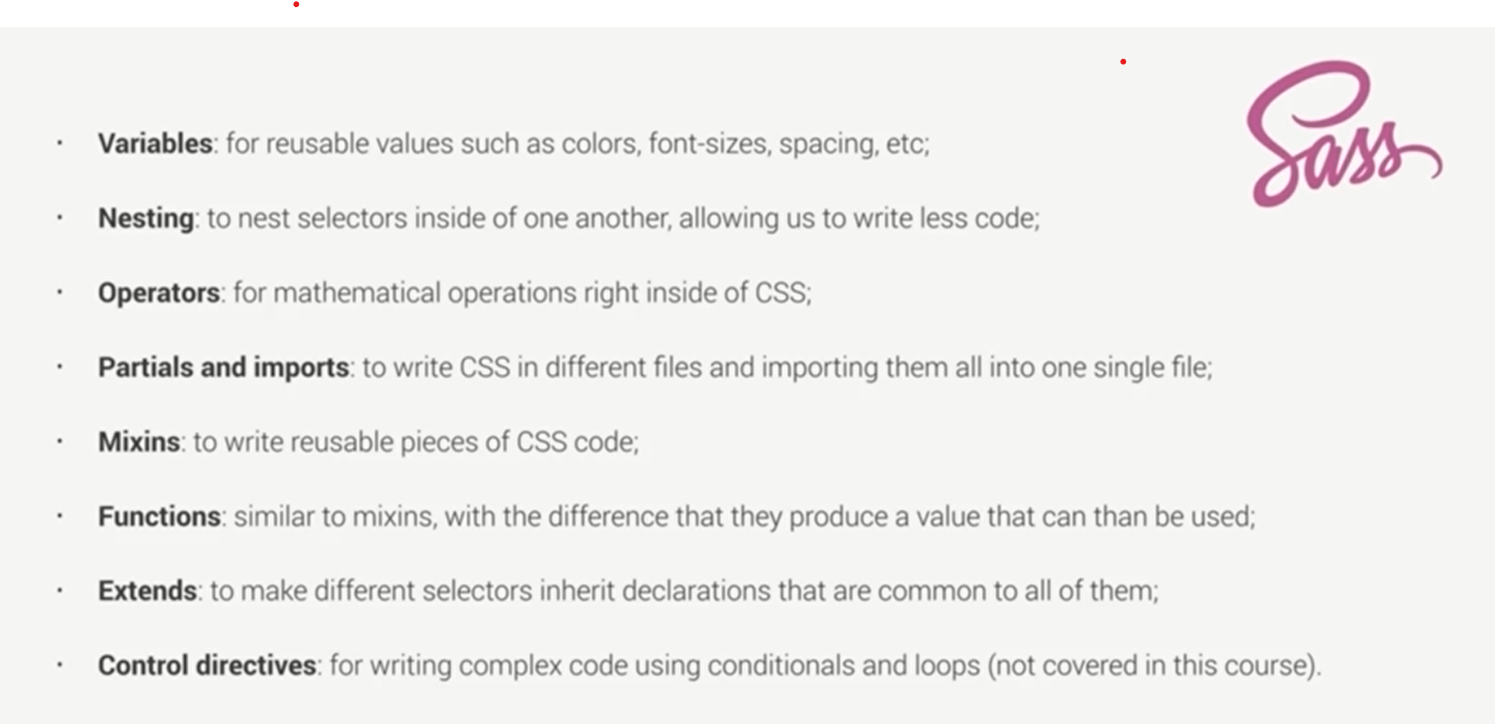 Sass
· Variables: for reusable values such as colors, font-sizes, spacing, etc;
· Nesting: to nest selectors inside of one another, allowing us to write less code;
· Operators: for mathematical operations right inside of CSS;
· Partials and imports: to write CSS in different files and importing them all into one single file;
· Mixins: to write reusable pieces of CSS code;
· Functions: similar to mixins, with the difference that they produce a value that can than be used;
· Extends: to make different selectors inherit declarations that are common to all of them;
· Control directives: for writing complex code using conditionals and loops (not covered in this course).